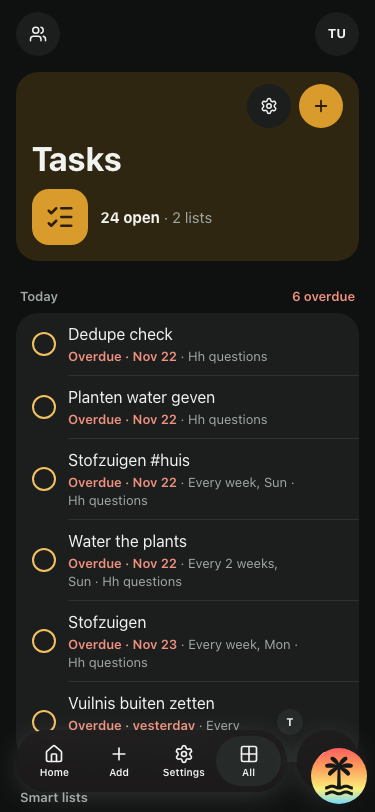 TU
Tasks
24 open · 2 lists
Today
6 overdue
Dedupe check
Overdue · Nov 22 · Hh questions
Planten water geven
Overdue · Nov 22 · Hh questions
Stofzuigen #huis
Overdue · Nov 22 · Every week, Sun ·
Hh questions
Water the plants
Overdue · Nov 22 · Every 2 weeks,
Sun · Hh questions
Stofzuigen
Overdue · Nov 23 · Every week, Mon ·
Hh questions
Vuilnis buiten zetten
Overdue · yesterday · Every
T
Home
Add
Settings
All
Smart lists